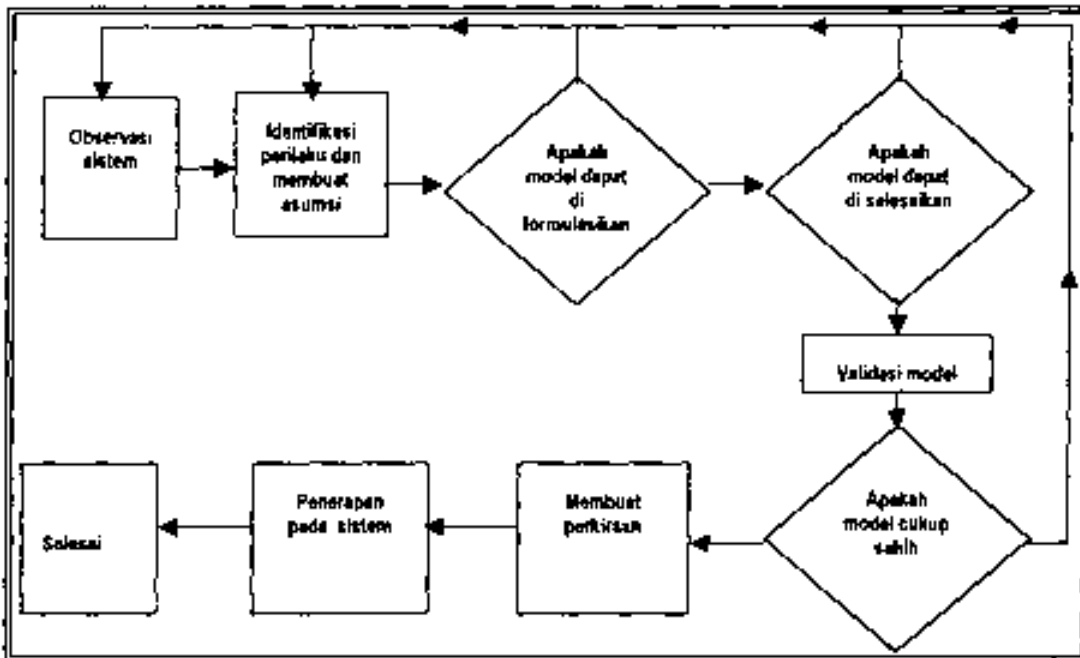 Observasi
sistem
Identifikasi
perilaku dan
membuat
asumsi
Apakah
model dapat
di
formulasikan
Apakah
model dapat
di selesaikan
Validasi model
Apakah
model cukup
sahih
Membuat
perkiraan
Penerapan
pada sistem
Selesai